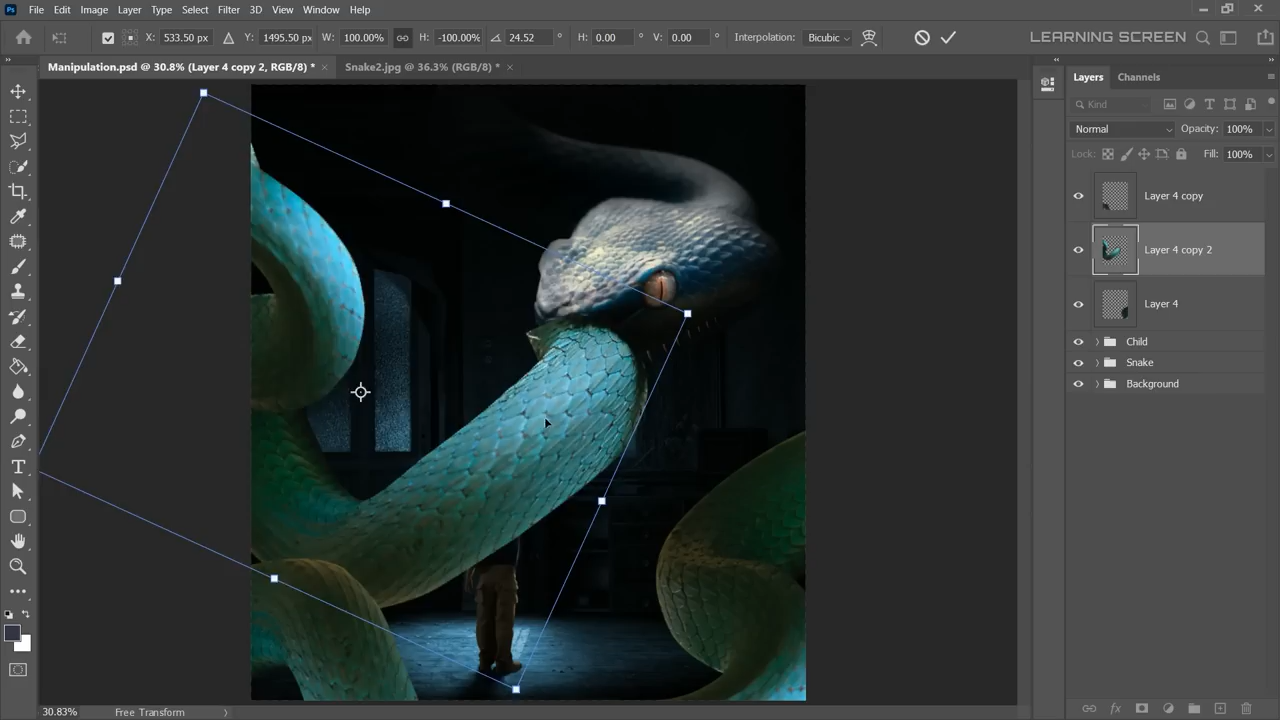 Ps File Edit Image Layer Type Select Filter 3D View Window Help
X: 533.50 px Y: 1495.50 px W: 100.00% H: -100.00% 24.52 ° H: 0.00 ° V: 0.00 ° Interpolation: Bicubic LEARNING SCREEN
Manipulation.psd @ 30.8% (Layer 4 copy 2, RGB/8) * × Snake2.jpg @ 36.3% (RGB/8) * ×
Layers Channels
Kind
Normal Opacity: 100%
Lock: Fill: 100%
Layer 4 copy
Layer 4 copy 2
Layer 4
Child
Snake
Background
30.83% Free Transform